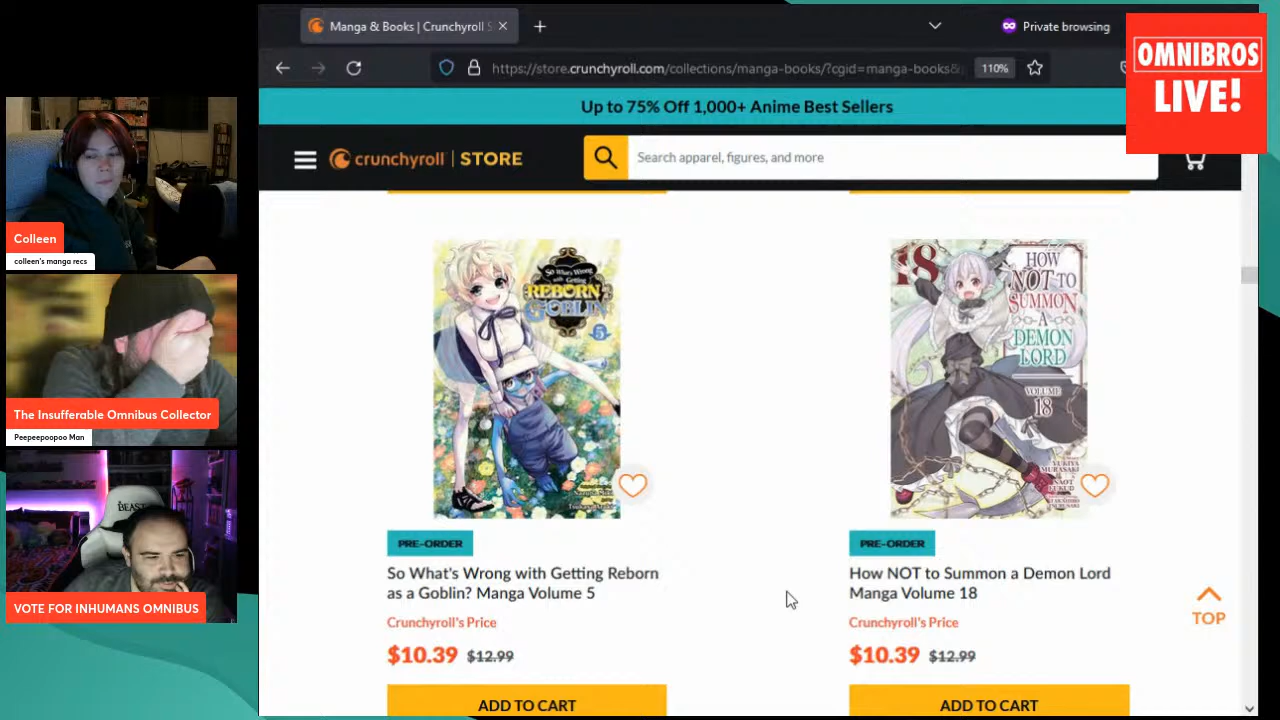 Manga & Books | Crunchyroll S
Private browsing
https://store.crunchyroll.com/collections/manga-books/?cgid=manga-books&
110%
OMNIBROS
LIVE!
Up to 75% Off 1,000+ Anime Best Sellers
crunchyroll | STORE
Search apparel, figures, and more
Colleen
colleen's manga recs
The Insufferable Omnibus Collector
Peepeepoopoo Man
BEAST
VOTE FOR INHUMANS OMNIBUS
So What's Wrong
with Getting
REBORN
GOBLIN
5
18
HOW
NOT TO
SUMMON
A
DEMON
LORD
VOLUME
18
YUKIYA
MURASAKI
NAOTO
FUKUDA
PRE-ORDER
So What's Wrong with Getting Reborn
as a Goblin? Manga Volume 5
Crunchyroll's Price
$10.39 $12.99
ADD TO CART
PRE-ORDER
How NOT to Summon a Demon Lord
Manga Volume 18
Crunchyroll's Price
$10.39 $12.99
ADD TO CART
TOP